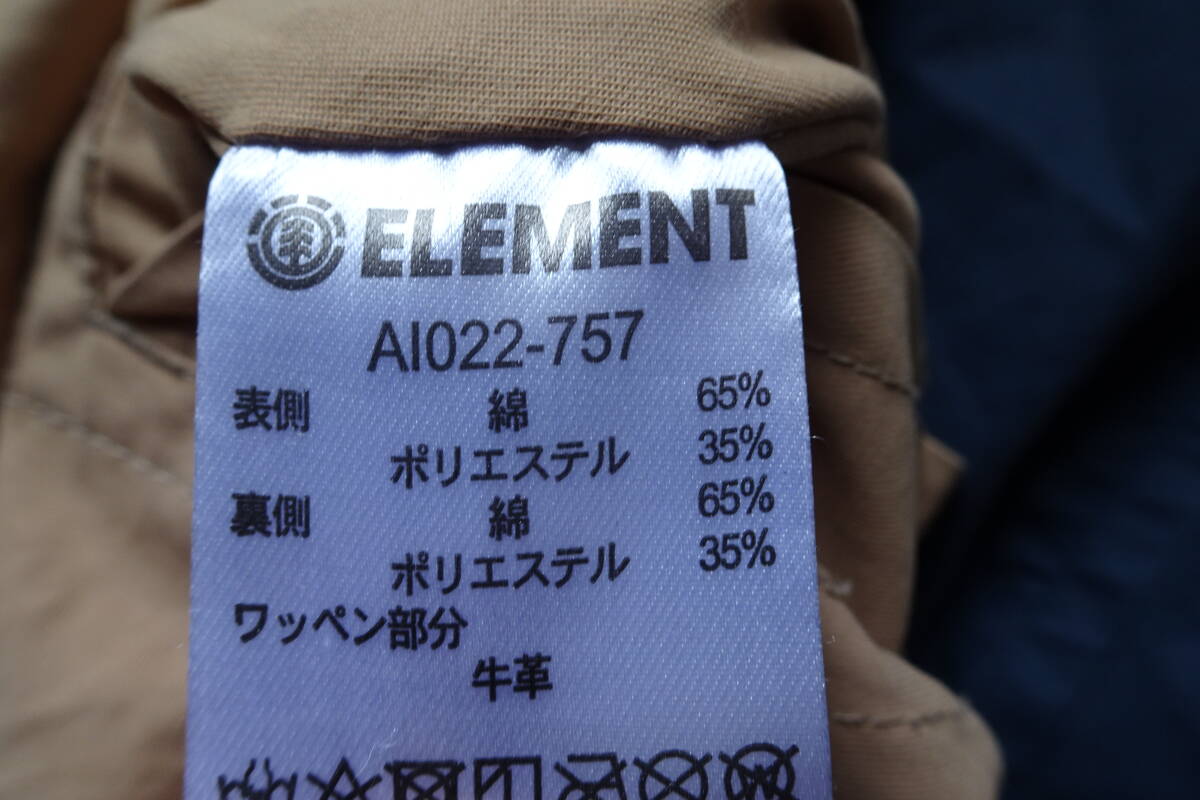 ELEMENT
AI022-757
表側 綿 65%
ポリエステル 35%
裏側 綿 65%
ポリエステル 35%
ワッペン部分
牛革